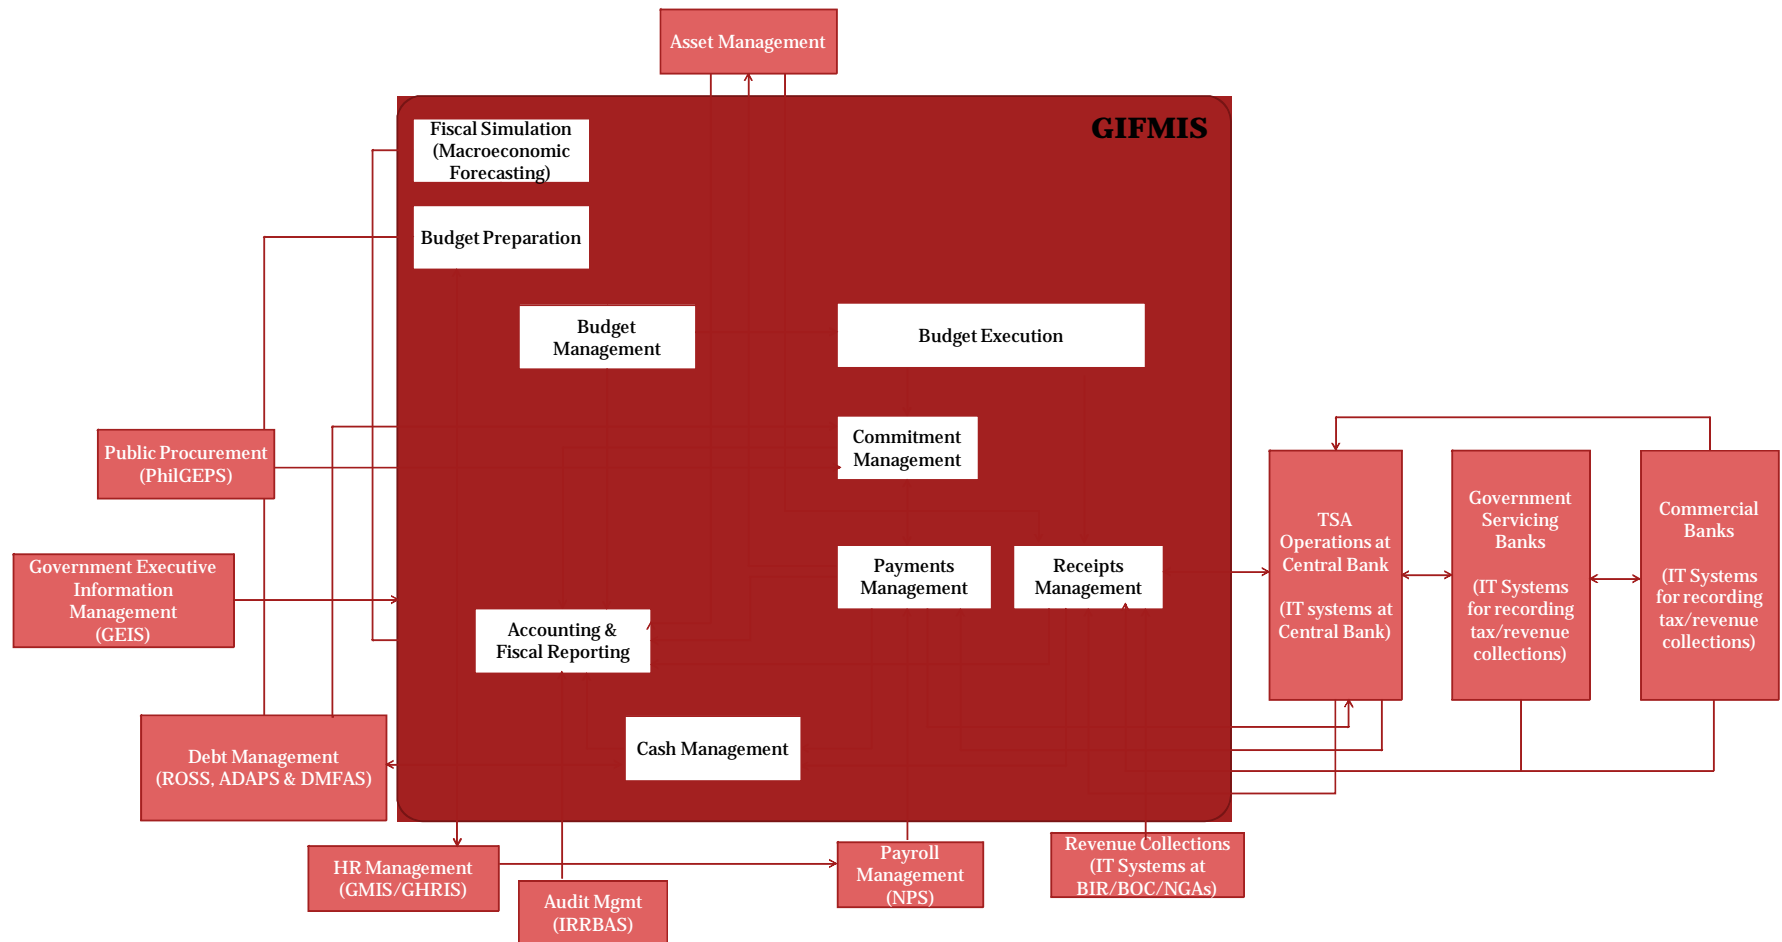 Asset Management
GIFMIS
Fiscal Simulation
(Macroeconomic
Forecasting)
Budget Preparation
Budget
Management
Budget Execution
Commitment
Management
Public Procurement
(PhilGEPS)
Government Executive
Information
Management
(GEIS)
Payments
Management
Receipts
Management
TSA
Operations at
Central Bank
(IT systems at
Central Bank)
Government
Servicing
Banks
(IT Systems
for recording
tax/revenue
collections)
Commercial
Banks
(IT Systems
for recording
tax/revenue
collections)
Accounting &
Fiscal Reporting
Cash Management
Debt Management
(ROSS, ADAPS & DMFAS)
HR Management
(GMIS/GHRIS)
Audit Mgmt
(IRRBAS)
Payroll
Management
(NPS)
Revenue Collections
(IT Systems at
BIR/BOC/NGAs)